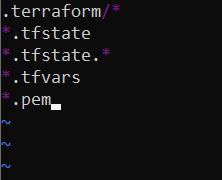 .terraform/*
*.tfstate
*.tfstate.*
*.tfvars
*.pem
~
~
~